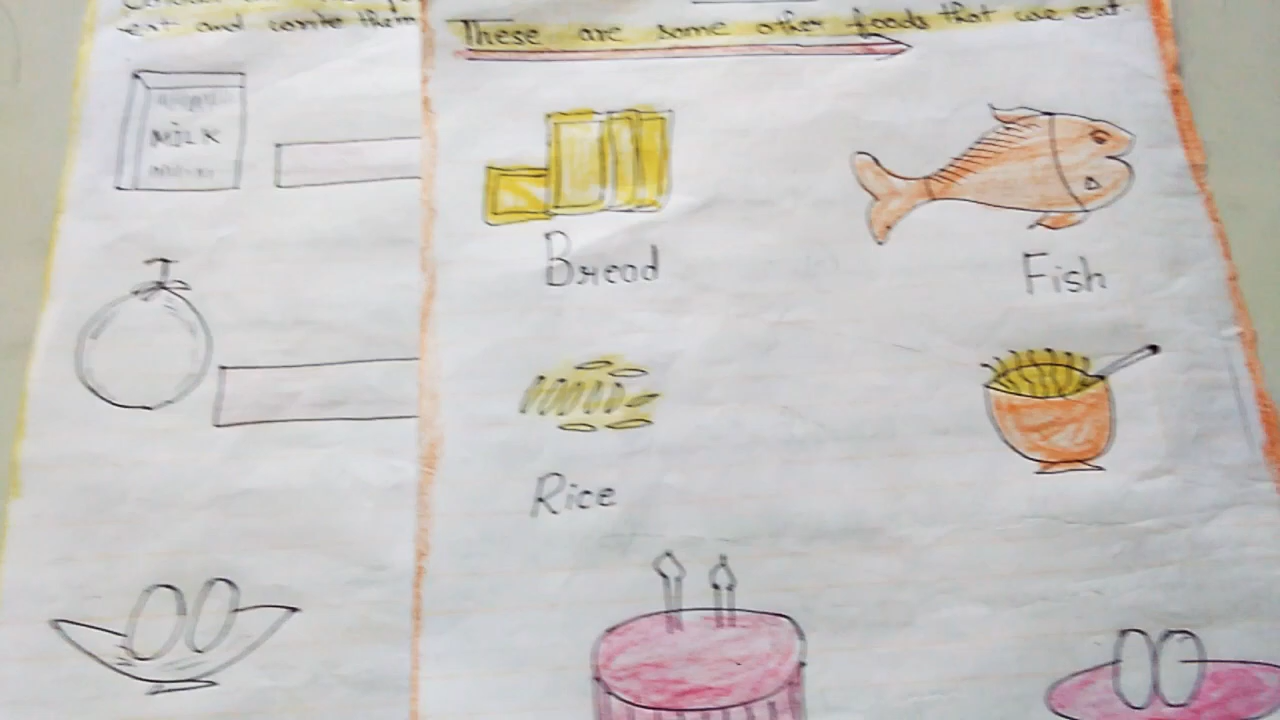 eat and write them
These are some other foods that we eat.
MILK
Bread
Fish
Rice